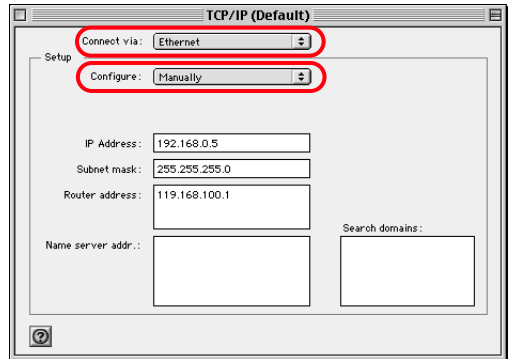 TCP/IP (Default)
Connect via: Ethernet
Setup
Configure: Manually
IP Address: 192.168.0.5
Subnet mask: 255.255.255.0
Router address: 119.168.100.1
Search domains:
Name server addr.:
?